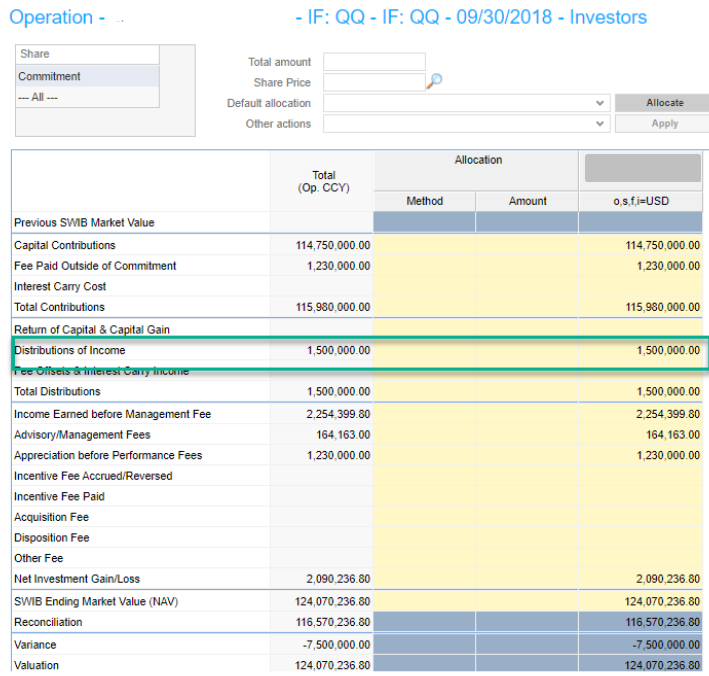 Operation - - IF: QQ - IF: QQ - 09/30/2018 - Investors
Share
Commitment
--- All ---
Total amount
Share Price
Default allocation
Allocate
Other actions
Apply
Total
(Op. CCY)
Allocation
Method Amount o,s,f,i=USD
Previous SWIB Market Value
Capital Contributions 114,750,000.00 114,750,000.00
Fee Paid Outside of Commitment 1,230,000.00 1,230,000.00
Interest Carry Cost
Total Contributions 115,980,000.00 115,980,000.00
Return of Capital & Capital Gain
Distributions of Income 1,500,000.00 1,500,000.00
Fee Offsets & Interest Carry Income
Total Distributions 1,500,000.00 1,500,000.00
Income Earned before Management Fee 2,254,399.80 2,254,399.80
Advisory/Management Fees 164,163.00 164,163.00
Appreciation before Performance Fees 1,230,000.00 1,230,000.00
Incentive Fee Accrued/Reversed
Incentive Fee Paid
Acquisition Fee
Disposition Fee
Other Fee
Net Investment Gain/Loss 2,090,236.80 2,090,236.80
SWIB Ending Market Value (NAV) 124,070,236.80 124,070,236.80
Reconciliation 116,570,236.80 116,570,236.80
Variance -7,500,000.00 -7,500,000.00
Valuation 124,070,236.80 124,070,236.80